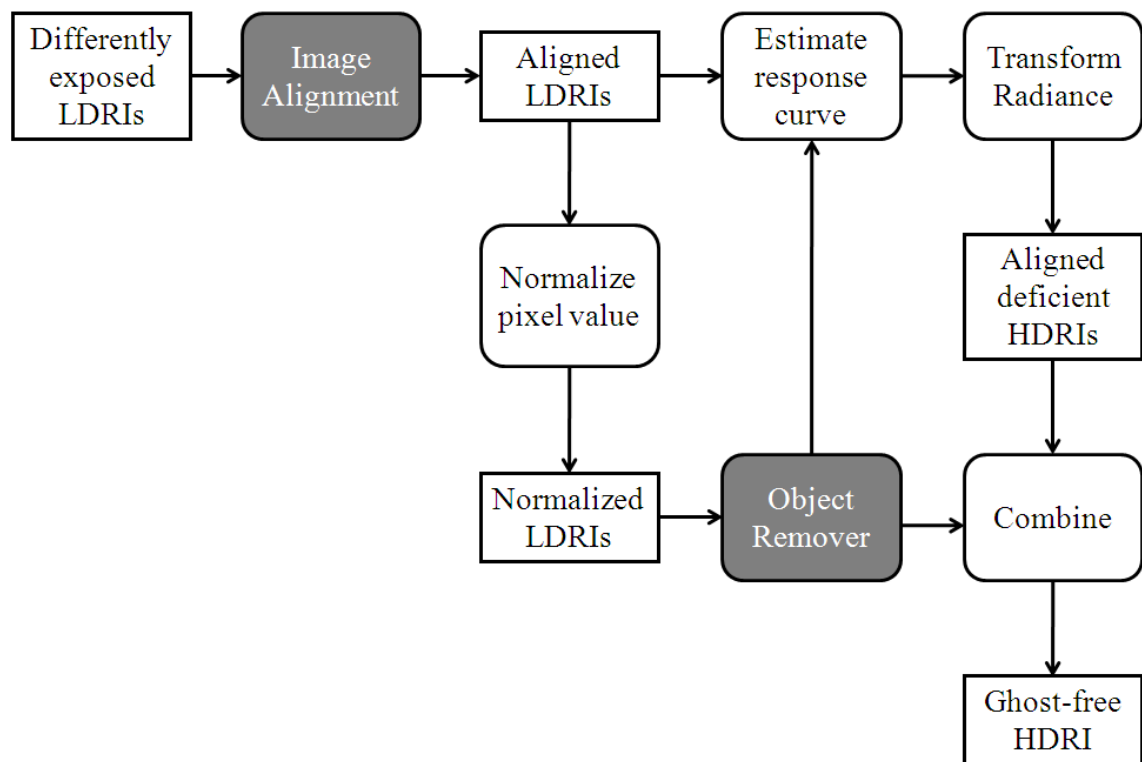 Differently
exposed
LDRIs
Image
Alignment
Aligned
LDRIs
Estimate
response
curve
Transform
Radiance
Normalize
pixel value
Aligned
deficient
HDRIs
Normalized
LDRIs
Object
Remover
Combine
Ghost-free
HDRI